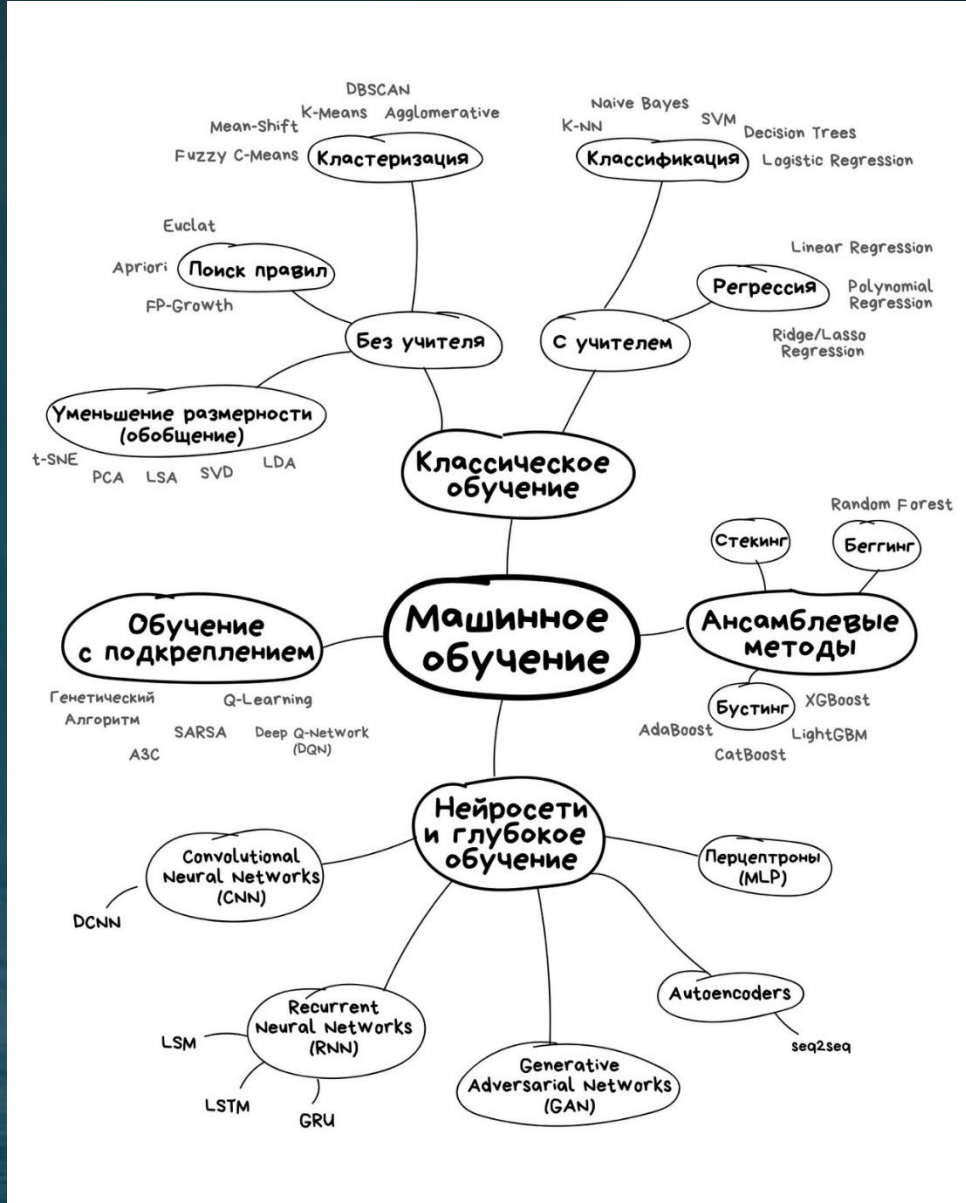 DBSCAN
K-Means
Agglomerative
Mean-Shift
Fuzzy C-Means
Кластеризация
Naive Bayes
K-NN
SVM
Decision Trees
Классификация
Logistic Regression
Euclat
Apriori
Поиск правил
FP-Growth
Linear Regression
Регрессия
Polynomial
Regression
Ridge/Lasso
Regression
Без учителя
С учителем
Уменьшение размерности
(обобщение)
t-SNE
PCA
LSA
SVD
LDA
Классическое
обучение
Random Forest
Стекинг
Беггинг
Машинное
обучение
Обучение
с подкреплением
Ансамблевые
методы
Генетический
Алгоритм
Q-Learning
SARSA
A3C
Deep Q-Network
(DQN)
Бустинг
XGBoost
AdaBoost
LightGBM
CatBoost
Нейросети
и глубокое
обучение
Convolutional
Neural Networks
(CNN)
DCNN
Перцептроны
(MLP)
Autoencoders
seq2seq
Recurrent
Neural Networks
(RNN)
LSM
LSTM
GRU
Generative
Adversarial Networks
(GAN)